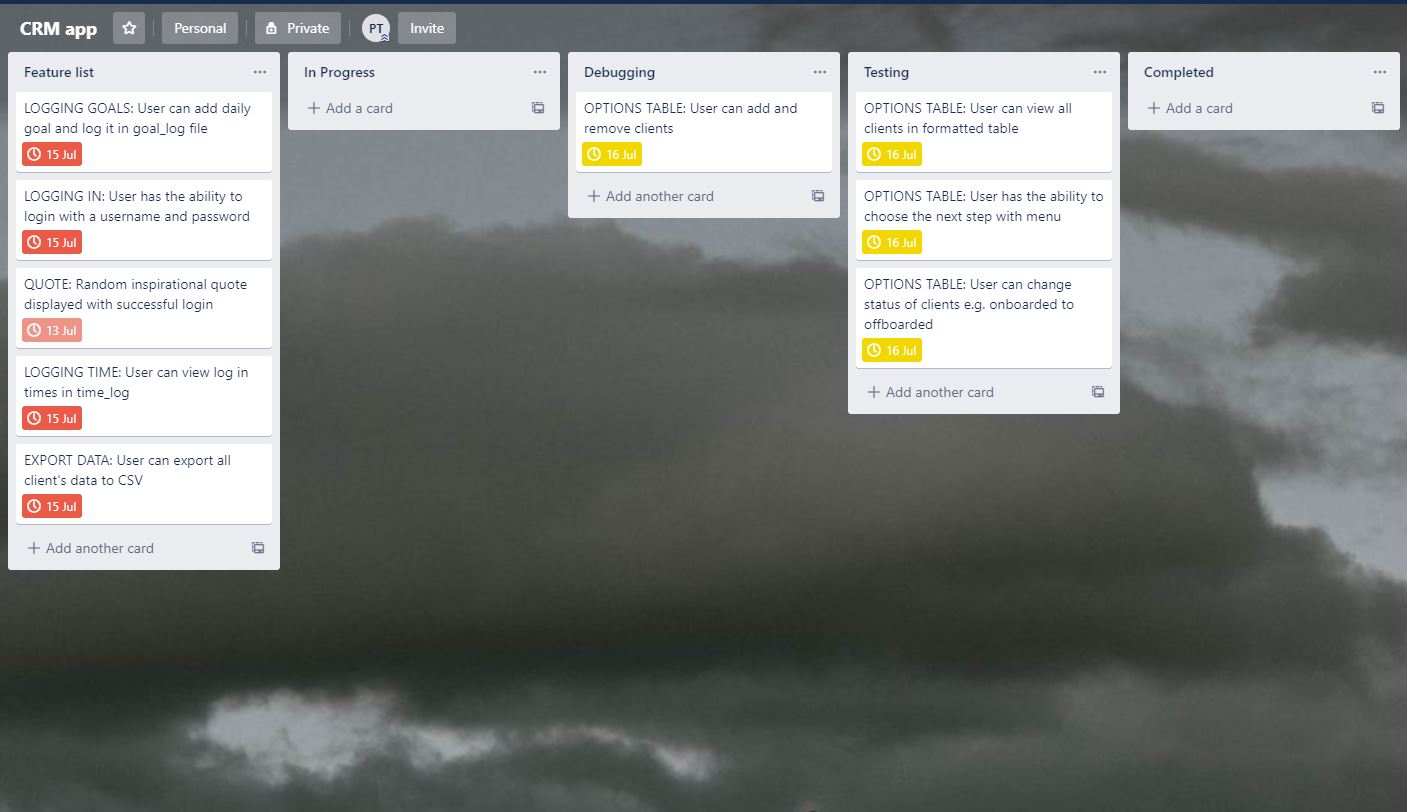 CRM app
Personal
Private
PT
Invite
Feature list
LOGGING GOALS: User can add daily
goal and log it in goal_log file
15 Jul
LOGGING IN: User has the ability to
login with a username and password
15 Jul
QUOTE: Random inspirational quote
displayed with successful login
13 Jul
LOGGING TIME: User can view log in
times in time_log
15 Jul
EXPORT DATA: User can export all
client's data to CSV
15 Jul
+ Add another card
In Progress
+ Add a card
Debugging
OPTIONS TABLE: User can add and
remove clients
16 Jul
+ Add another card
Testing
OPTIONS TABLE: User can view all
clients in formatted table
16 Jul
OPTIONS TABLE: User has the ability to
choose the next step with menu
16 Jul
OPTIONS TABLE: User can change
status of clients e.g. onboarded to
offboarded
16 Jul
+ Add another card
Completed
+ Add a card